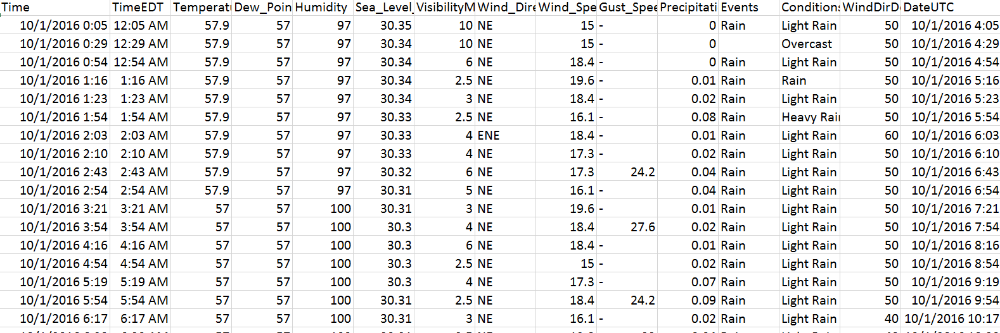 Time TimeEDT Temperatu Dew_Poin Humidity Sea_Level_ VisibilityM Wind_Dire Wind_Spe Gust_Spee Precipitati Events Conditions WindDirD DateUTC
10/1/2016 0:05 12:05 AM 57.9 57 97 30.35 10 NE 15 - 0 Rain Light Rain 50 10/1/2016 4:05
10/1/2016 0:29 12:29 AM 57.9 57 97 30.34 10 NE 15 - 0 Overcast 50 10/1/2016 4:29
10/1/2016 0:54 12:54 AM 57.9 57 97 30.34 6 NE 18.4 - 0 Rain Light Rain 50 10/1/2016 4:54
10/1/2016 1:16 1:16 AM 57.9 57 97 30.34 2.5 NE 19.6 - 0.01 Rain Rain 50 10/1/2016 5:16
10/1/2016 1:23 1:23 AM 57.9 57 97 30.34 3 NE 18.4 - 0.02 Rain Light Rain 50 10/1/2016 5:23
10/1/2016 1:54 1:54 AM 57.9 57 97 30.33 2.5 NE 16.1 - 0.08 Rain Heavy Rai 50 10/1/2016 5:54
10/1/2016 2:03 2:03 AM 57.9 57 97 30.33 4 ENE 18.4 - 0.01 Rain Light Rain 60 10/1/2016 6:03
10/1/2016 2:10 2:10 AM 57.9 57 97 30.33 4 NE 17.3 - 0.02 Rain Light Rain 50 10/1/2016 6:10
10/1/2016 2:43 2:43 AM 57.9 57 97 30.32 6 NE 17.3 24.2 0.04 Rain Light Rain 50 10/1/2016 6:43
10/1/2016 2:54 2:54 AM 57.9 57 97 30.31 5 NE 16.1 - 0.04 Rain Light Rain 50 10/1/2016 6:54
10/1/2016 3:21 3:21 AM 57 57 100 30.31 3 NE 19.6 - 0.01 Rain Light Rain 50 10/1/2016 7:21
10/1/2016 3:54 3:54 AM 57 57 100 30.3 4 NE 18.4 27.6 0.02 Rain Light Rain 50 10/1/2016 7:54
10/1/2016 4:16 4:16 AM 57 57 100 30.3 6 NE 18.4 - 0.01 Rain Light Rain 50 10/1/2016 8:16
10/1/2016 4:54 4:54 AM 57 57 100 30.3 2.5 NE 15 - 0.02 Rain Light Rain 50 10/1/2016 8:54
10/1/2016 5:19 5:19 AM 57 57 100 30.3 4 NE 17.3 - 0.07 Rain Light Rain 50 10/1/2016 9:19
10/1/2016 5:54 5:54 AM 57 57 100 30.31 2.5 NE 18.4 24.2 0.09 Rain Light Rain 50 10/1/2016 9:54
10/1/2016 6:17 6:17 AM 57 57 100 30.31 3 NE 16.1 - 0.02 Rain Light Rain 40 10/1/2016 10:17